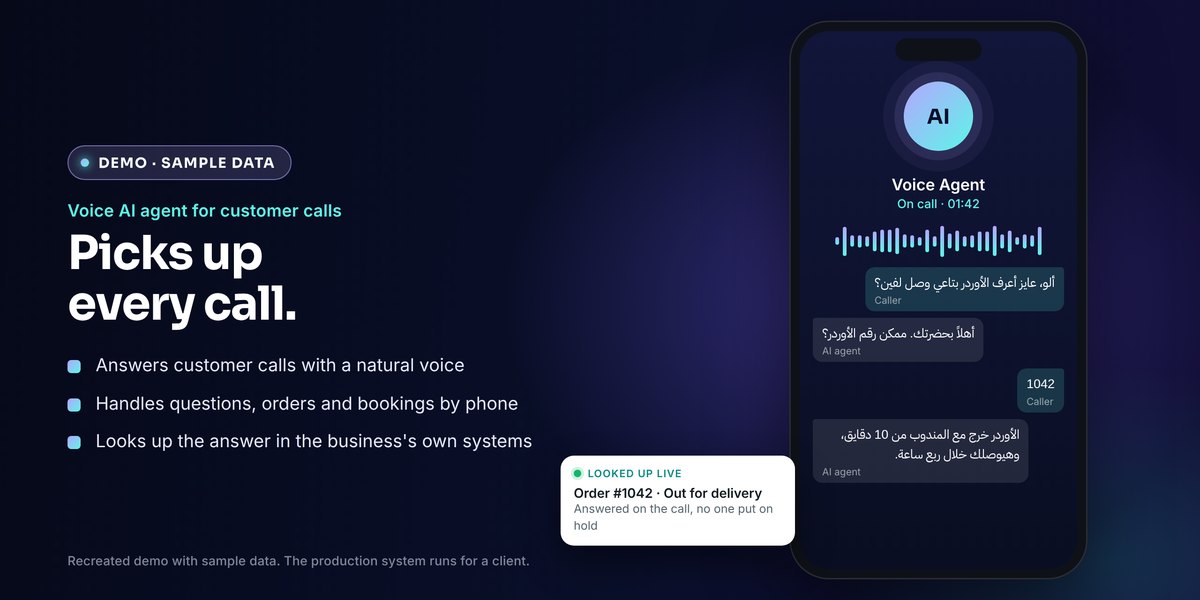 DEMO · SAMPLE DATA
Voice AI agent for customer calls
Picks up
every call.
Answers customer calls with a natural voice
Handles questions, orders and bookings by phone
Looks up the answer in the business's own systems
Recreated demo with sample data. The production system runs for a client.
LOOKED UP LIVE
Order #1042 · Out for delivery
Answered on the call, no one put on
hold
AI
Voice Agent
On call · 01:42
ألو، عايز أعرف الأوردر بتاعي وصل لفين؟
Caller
أهلاً بحضرتك. ممكن رقم الأوردر؟
AI agent
1042
Caller
الأوردر خرج مع المندوب من 10 دقايق،
وهيوصلك خلال ربع ساعة.
AI agent